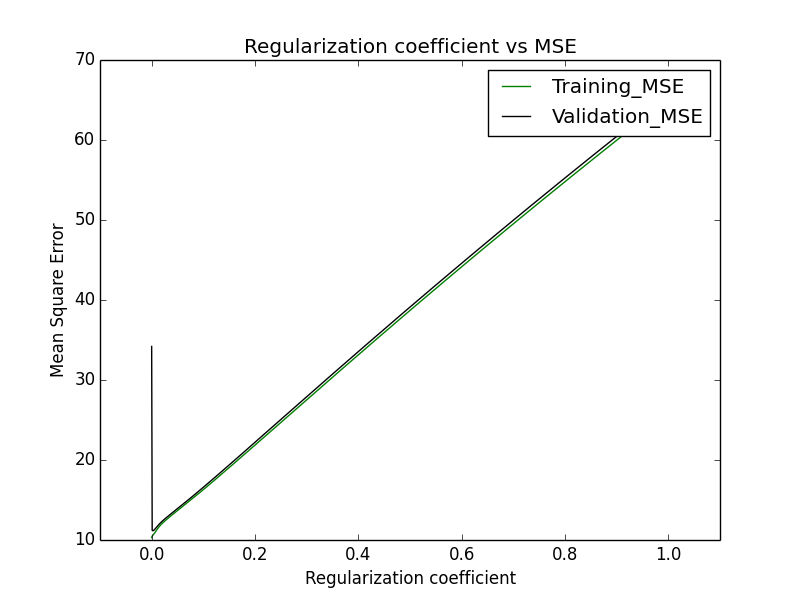 Regularization coefficient vs MSE
Training_MSE
Validation_MSE
Mean Square Error
70
60
50
40
30
20
10
0.0 0.2 0.4 0.6 0.8 1.0
Regularization coefficient